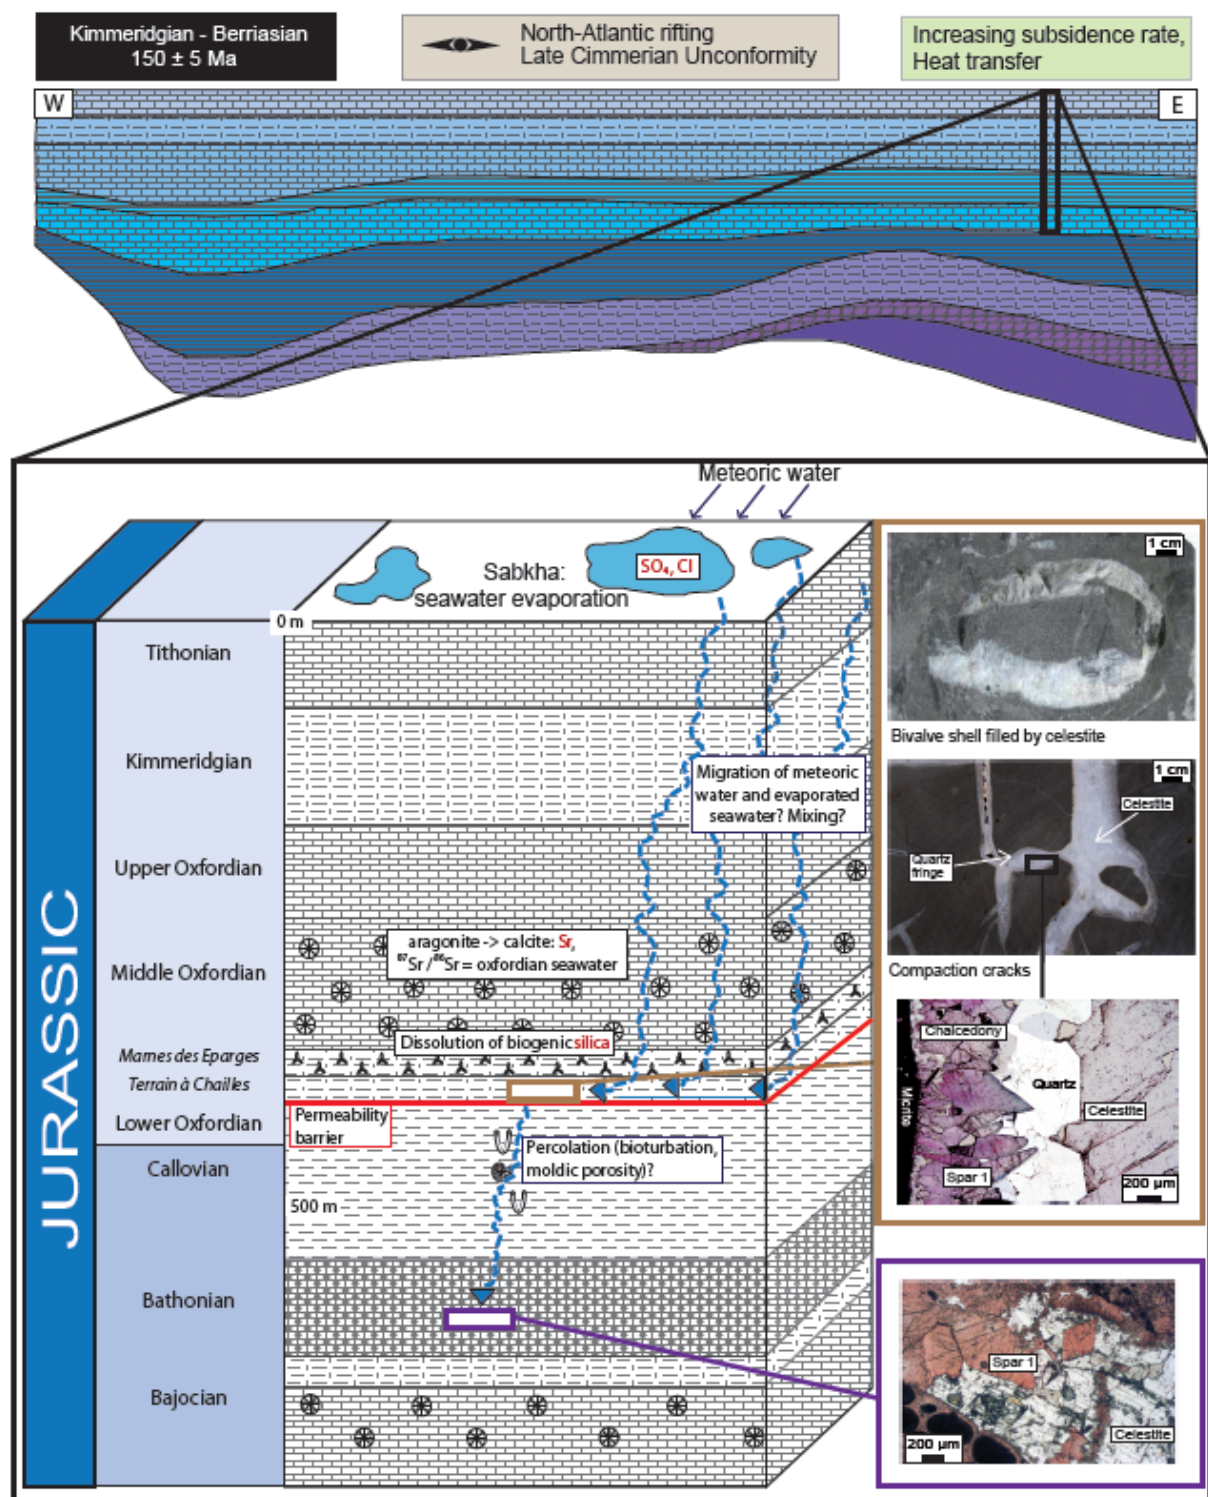 Kimmeridgian - Berriasian
150 ± 5 Ma
North-Atlantic rifting
Late Cimmerian Unconformity
Increasing subsidence rate,
Heat transfer
W
E
Meteoric water
SO₄, Cl
Sabkha:
seawater evaporation
0 m
JURASSIC
Tithonian
Kimmeridgian
Upper Oxfordian
Middle Oxfordian
Marnes des Eparges
Terrain à Chailles
Lower Oxfordian
Callovian
Bathonian
Bajocian
Migration of meteoric
water and evaporated
seawater? Mixing?
aragonite -> calcite: Sr,
⁸⁷Sr/⁸⁶Sr = oxfordian seawater
Dissolution of biogenic silica
Permeability
barrier
Percolation (bioturbation,
moldic porosity)?
500 m
1 cm
Bivalve shell filled by celestite
1 cm
Celestite
Quartz
fringe
Compaction cracks
Chalcedony
Micrite
Quartz
Celestite
Spar 1
200 µm
Spar 1
Celestite
200 µm